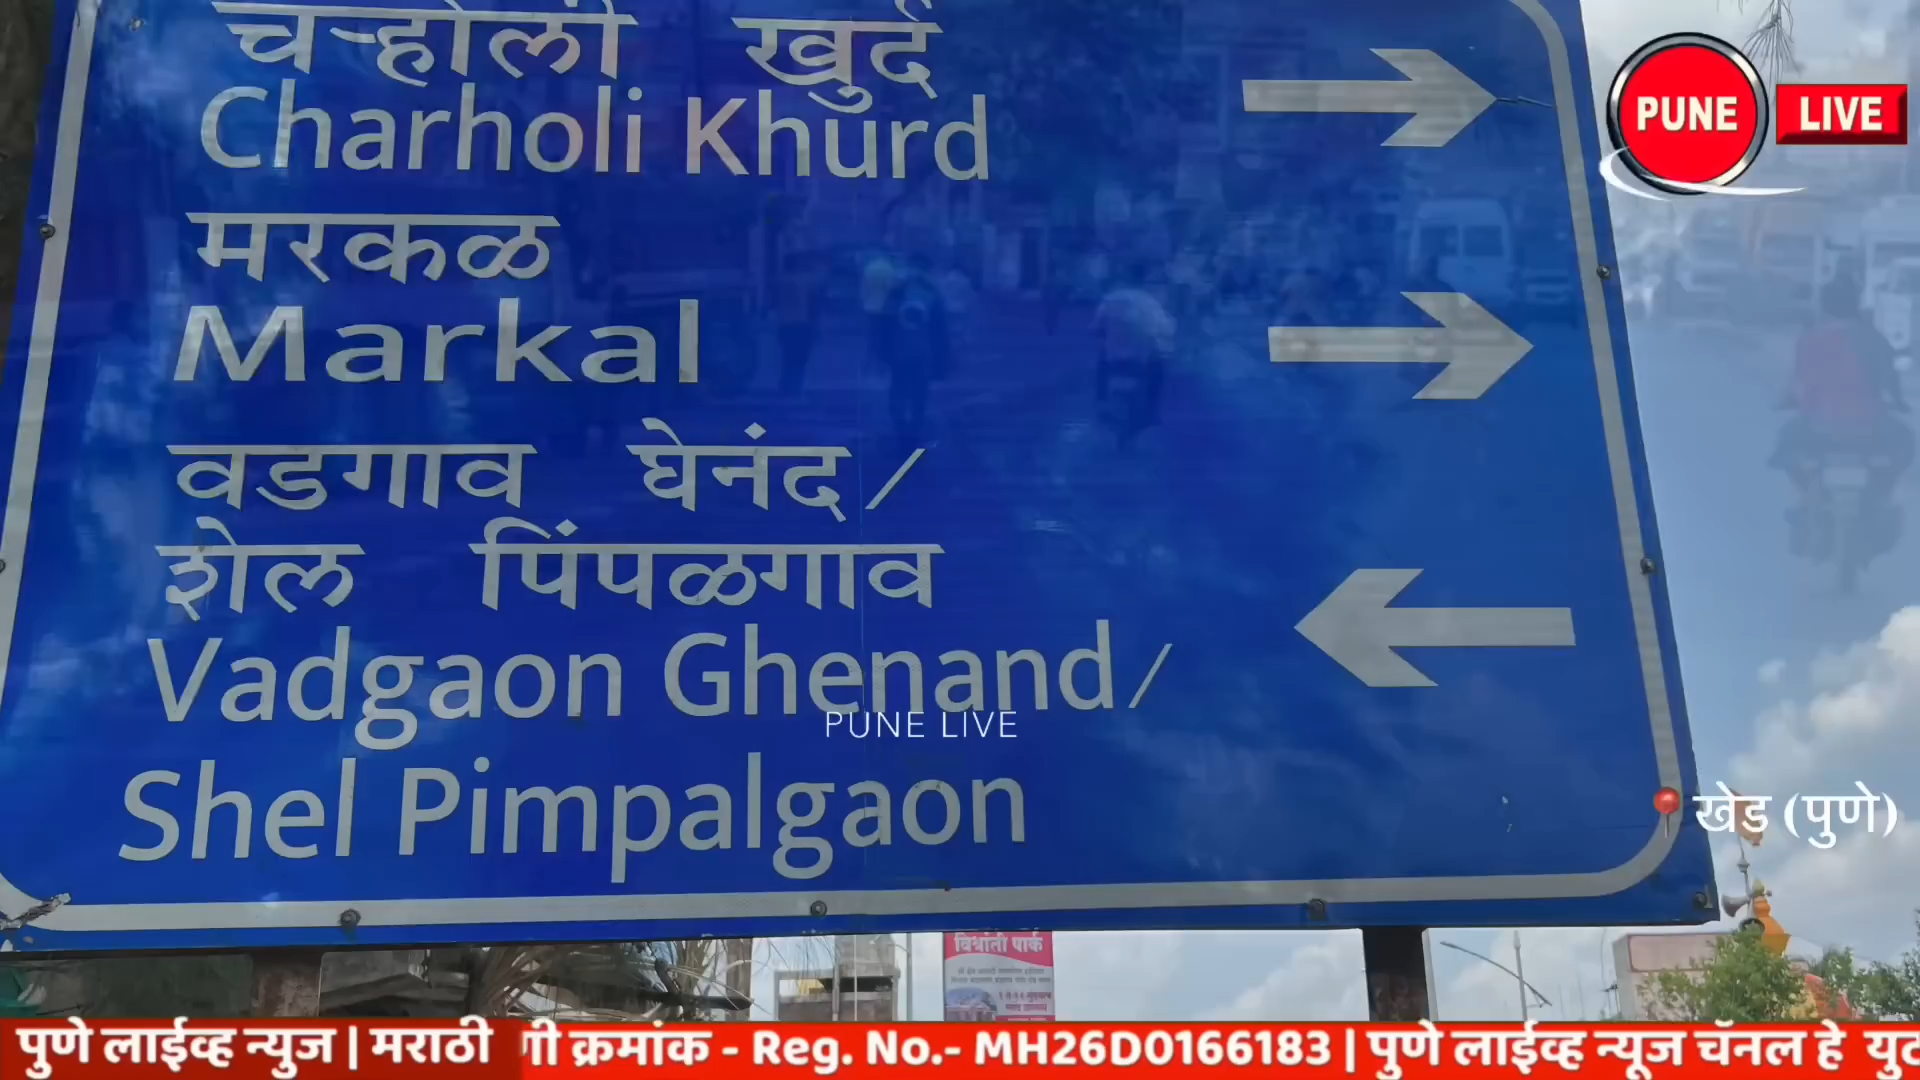 चऱ्होली खुर्द
Charholi Khurd
PUNE LIVE
मरकळ
Markal
वडगाव घेनंद/
शेल पिंपळगाव
Vadgaon Ghenand/
PUNE LIVE
Shel Pimpalgaon
खेड (पुणे)
विश्रांती पार्क
पुणे लाईव्ह न्युज | मराठी
गी क्रमांक - Reg. No.- MH26D0166183 | पुणे लाईव्ह न्यूज चॅनल हे